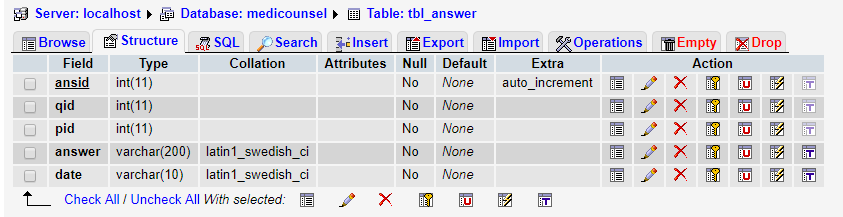 Server: localhost Database: medicounsel Table: tbl_answer
Browse Structure SQL Search Insert Export Import Operations Empty Drop
Field Type Collation Attributes Null Default Extra Action
ansid int(11) No None auto_increment
qid int(11) No None
pid int(11) No None
answer varchar(200) latin1_swedish_ci No None
date varchar(10) latin1_swedish_ci No None
Check All / Uncheck All With selected: